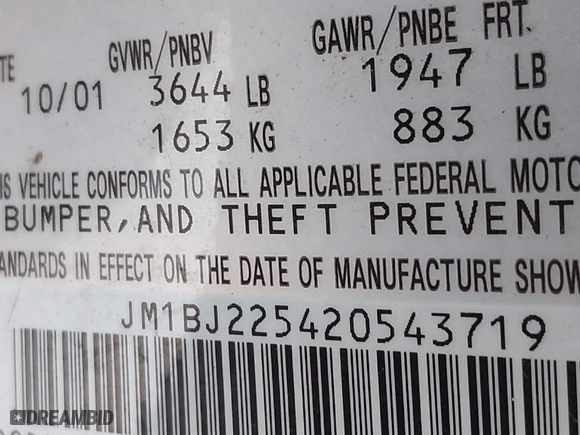 TE GVWR/PNBV GAWR/PNBE FRT.
10/01 3644 LB 1947 LB
1653 KG 883 KG
IS VEHICLE CONFORMS TO ALL APPLICABLE FEDERAL MOTO
BUMPER,AND THEFT PREVENT
ANDARDS IN EFFECT ON THE DATE OF MANUFACTURE SHOW
JM1BJ225420543719
DREAMBID